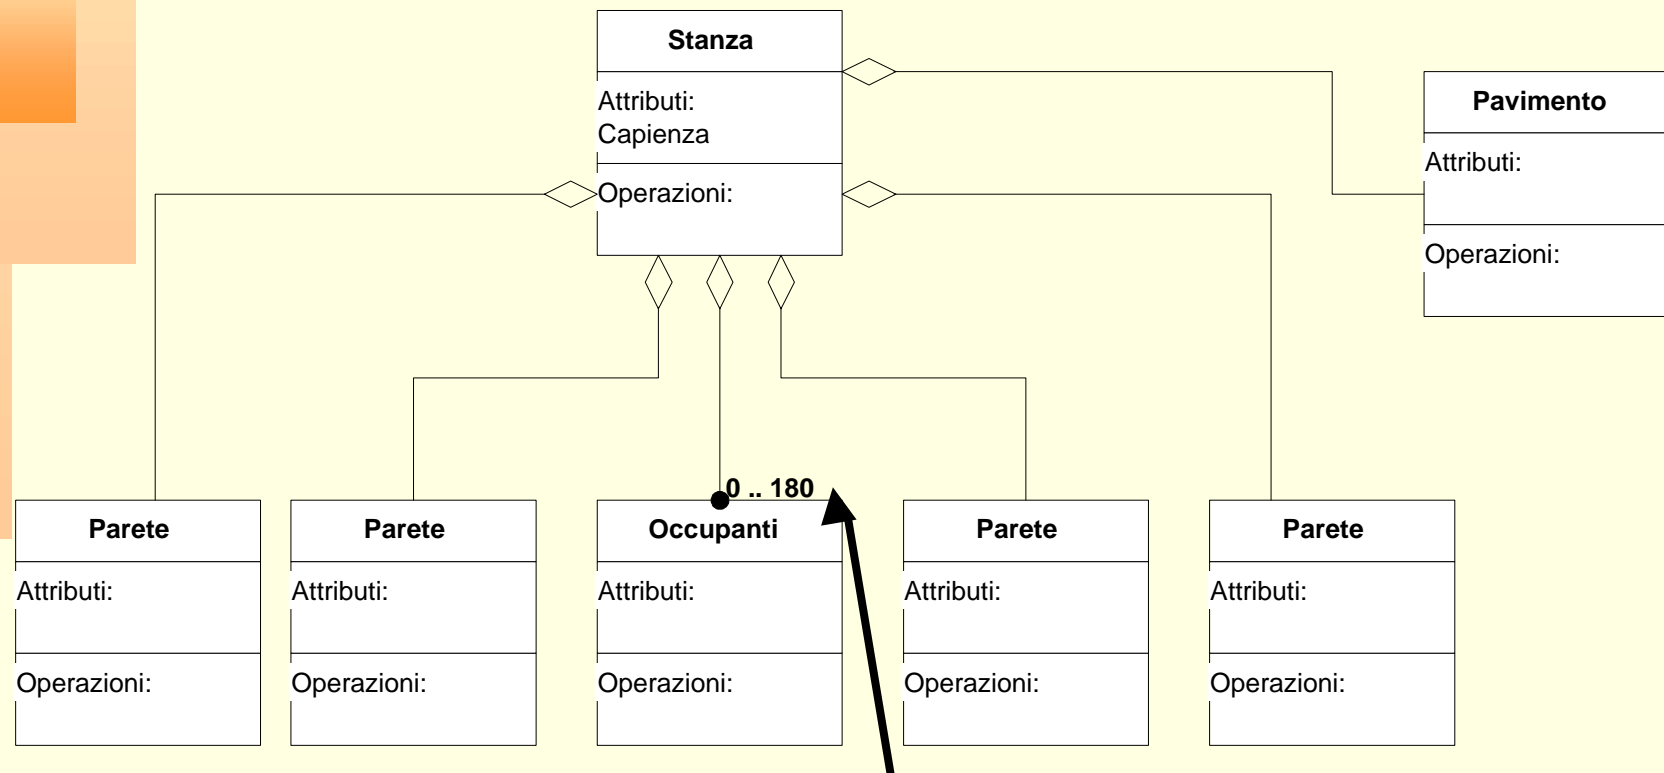 Stanza
Attributi:
Capienza
Operazioni:
Pavimento
Attributi:
Operazioni:
0 .. 180
Parete
Attributi:
Operazioni:
Parete
Attributi:
Operazioni:
Occupanti
Attributi:
Operazioni:
Parete
Attributi:
Operazioni:
Parete
Attributi:
Operazioni: